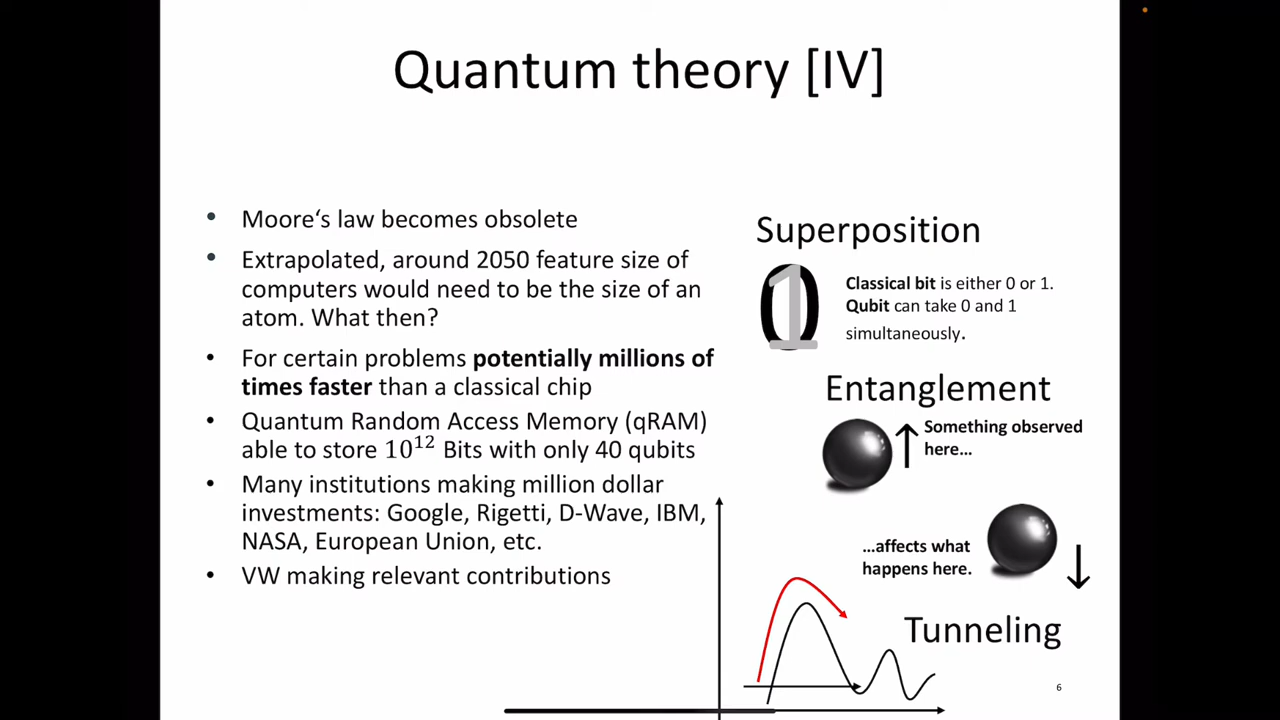 Quantum theory [IV]
• Moore‘s law becomes obsolete
• Extrapolated, around 2050 feature size of
computers would need to be the size of an
atom. What then?
• For certain problems potentially millions of
times faster than a classical chip
• Quantum Random Access Memory (qRAM)
able to store 10¹² Bits with only 40 qubits
• Many institutions making million dollar
investments: Google, Rigetti, D-Wave, IBM,
NASA, European Union, etc.
• VW making relevant contributions
Superposition
0
1
Classical bit is either 0 or 1.
Qubit can take 0 and 1
simultaneously.
Entanglement
Something observed
here…
…affects what
happens here.
Tunneling
6